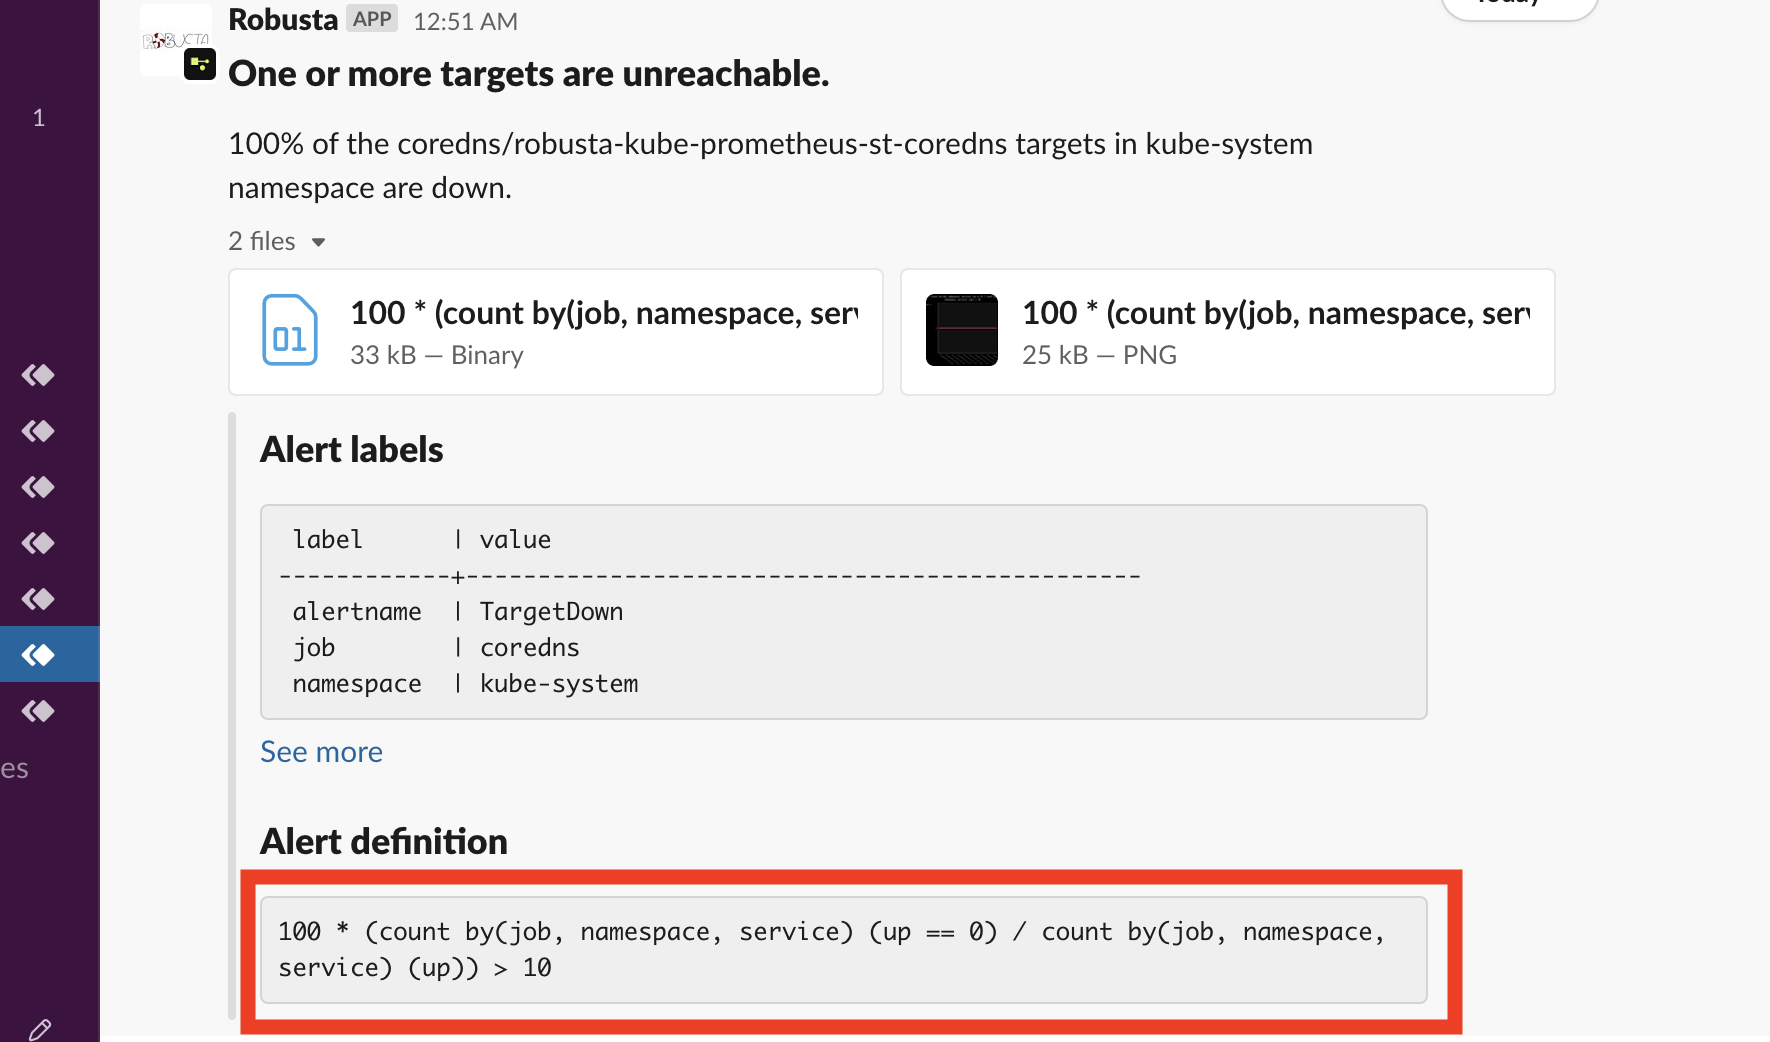 Today
Robusta APP 12:51 AM
ROBUSTA
One or more targets are unreachable.
1
100% of the coredns/robusta-kube-prometheus-st-coredns targets in kube-system
namespace are down.
2 files
01
100 * (count by(job, namespace, serv
33 kB — Binary
100 * (count by(job, namespace, serv
25 kB — PNG
Alert labels
label | value
------------+-----------------------------------------------
alertname | TargetDown
job | coredns
namespace | kube-system
See more
es
Alert definition
100 * (count by(job, namespace, service) (up == 0) / count by(job, namespace,
service) (up)) > 10